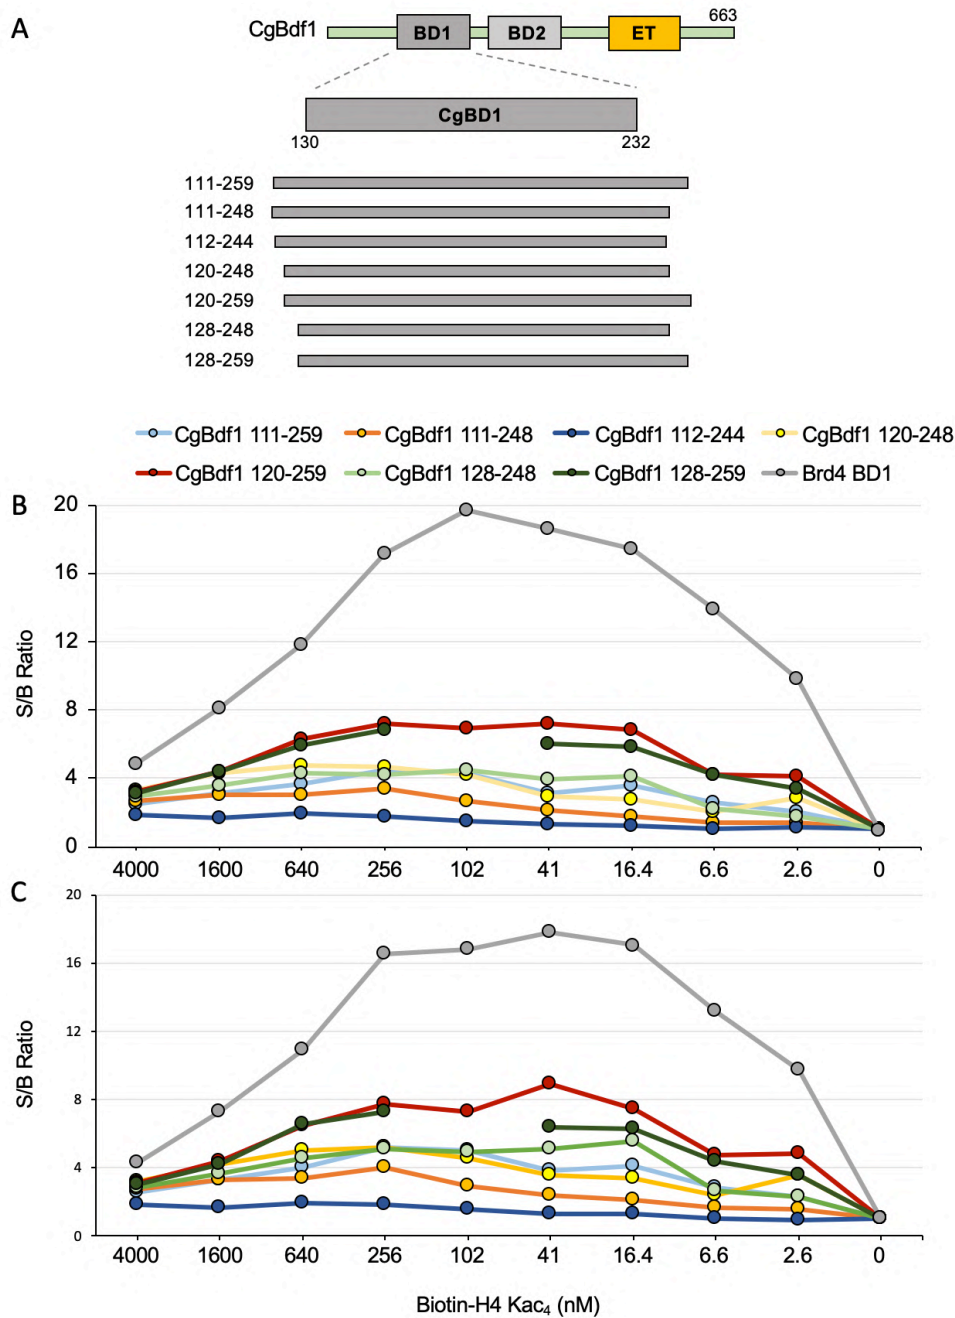 A
CgBdf1 BD1 BD2 ET 663
CgBD1
130 232
111-259
111-248
112-244
120-248
120-259
128-248
128-259
CgBdf1 111-259 CgBdf1 111-248 CgBdf1 112-244 CgBdf1 120-248
CgBdf1 120-259 CgBdf1 128-248 CgBdf1 128-259 Brd4 BD1
B
20
16
12
8
4
0
S/B Ratio
4000 1600 640 256 102 41 16.4 6.6 2.6 0
C
20
16
12
8
4
0
S/B Ratio
4000 1600 640 256 102 41 16.4 6.6 2.6 0
Biotin-H4 Kac₄ (nM)